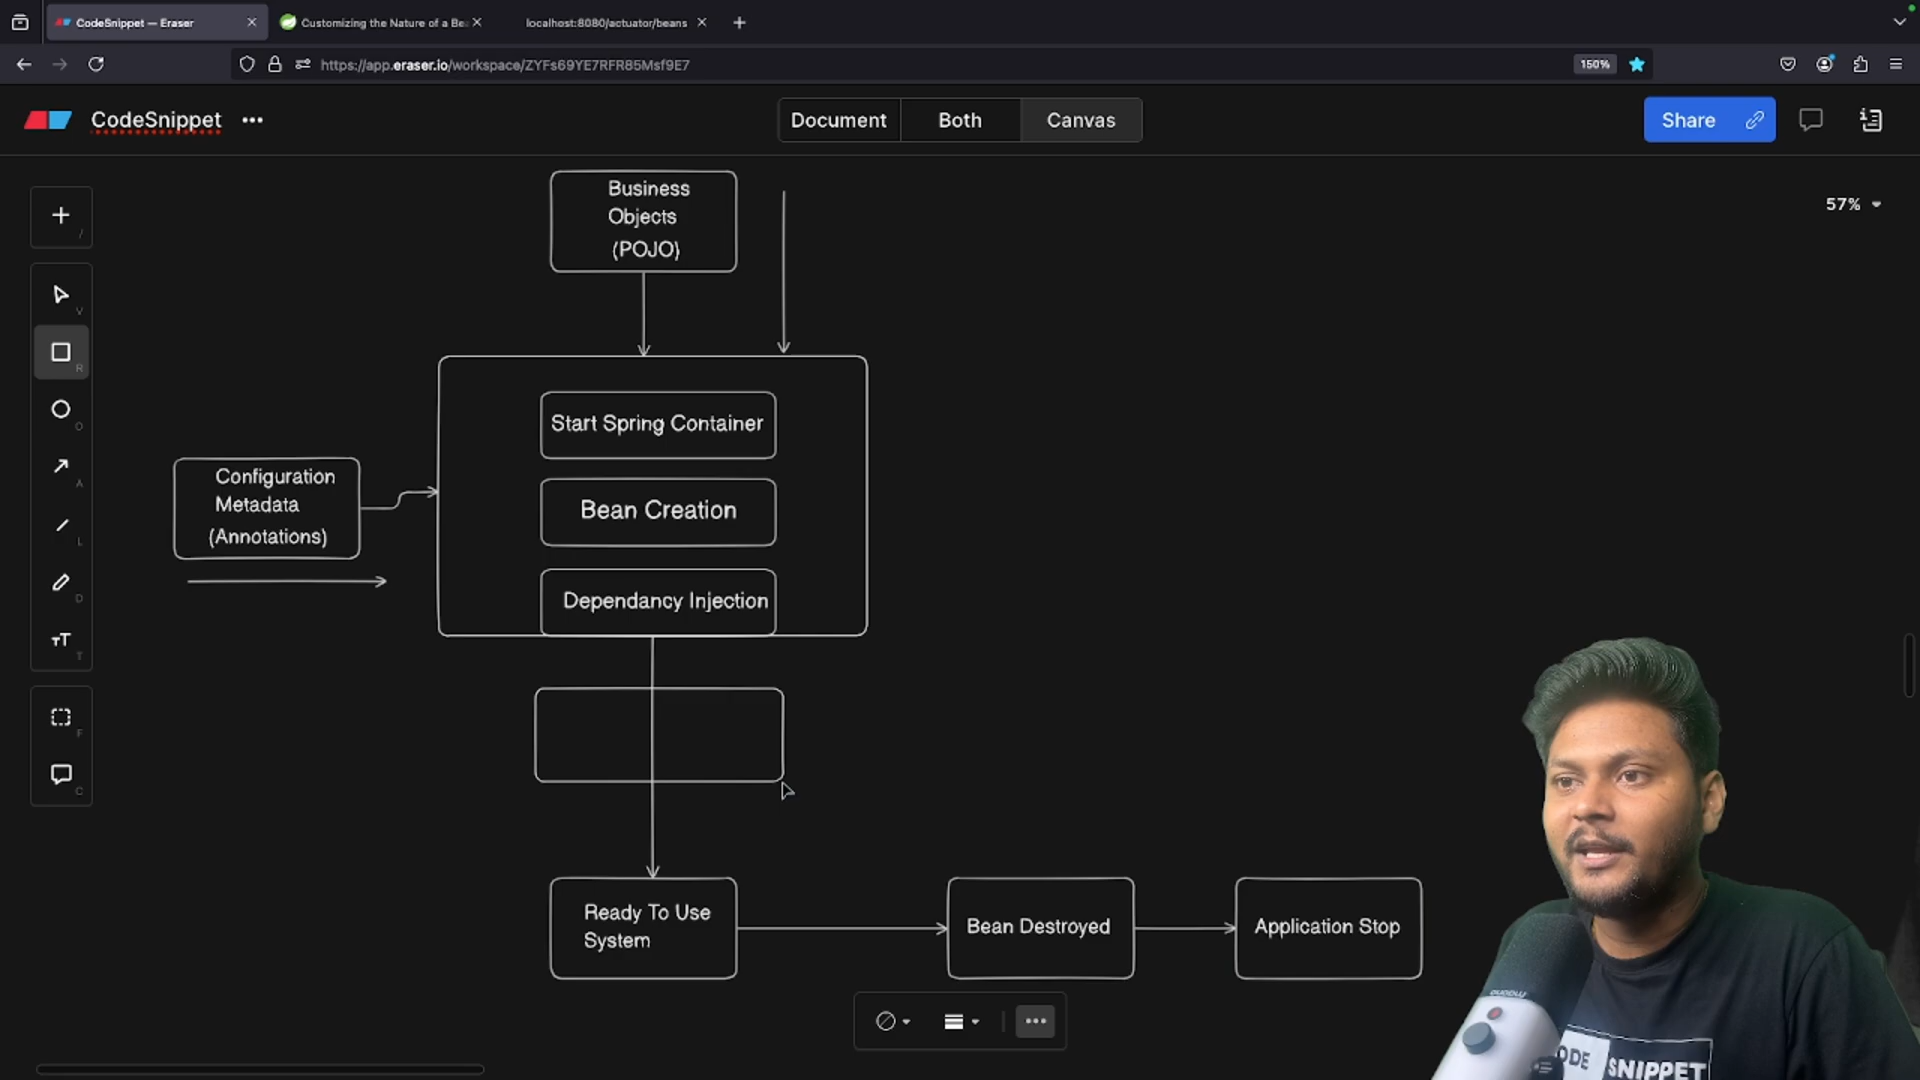 CodeSnippet — Eraser
Customizing the Nature of a Be
localhost:8080/actuator/beans
https://app.eraser.io/workspace/ZYFs69YE7RFR85Msf9E7
150%
CodeSnippet
Document
Both
Canvas
Share
57%
Business
Objects
(POJO)
Start Spring Container
Configuration
Metadata
(Annotations)
Bean Creation
Dependancy Injection
Ready To Use
System
Bean Destroyed
Application Stop
V
R
O
A
L
D
T
F
C
ODE
SNIPPET